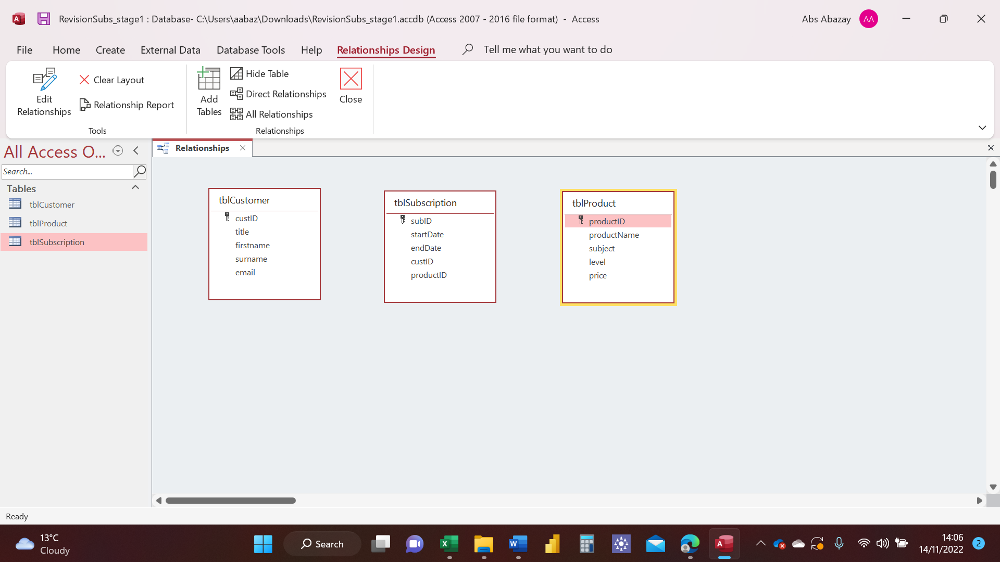 RevisionSubs_stage1 : Database- C:\Users\aabaz\Downloads\RevisionSubs_stage1.accdb (Access 2007 - 2016 file format)  -  Access
Abs Abazay
AA
File
Home
Create
External Data
Database Tools
Help
Relationships Design
Tell me what you want to do
Edit
Relationships
Clear Layout
Relationship Report
Tools
Add
Tables
Hide Table
Direct Relationships
All Relationships
Close
Relationships
All Access O...
Search...
Tables
tblCustomer
tblProduct
tblSubscription
Relationships
tblCustomer
custID
title
firstname
surname
email
tblSubscription
subID
startDate
endDate
custID
productID
tblProduct
productID
productName
subject
level
price
Ready
13°C
Cloudy
Search
14:06
14/11/2022
2